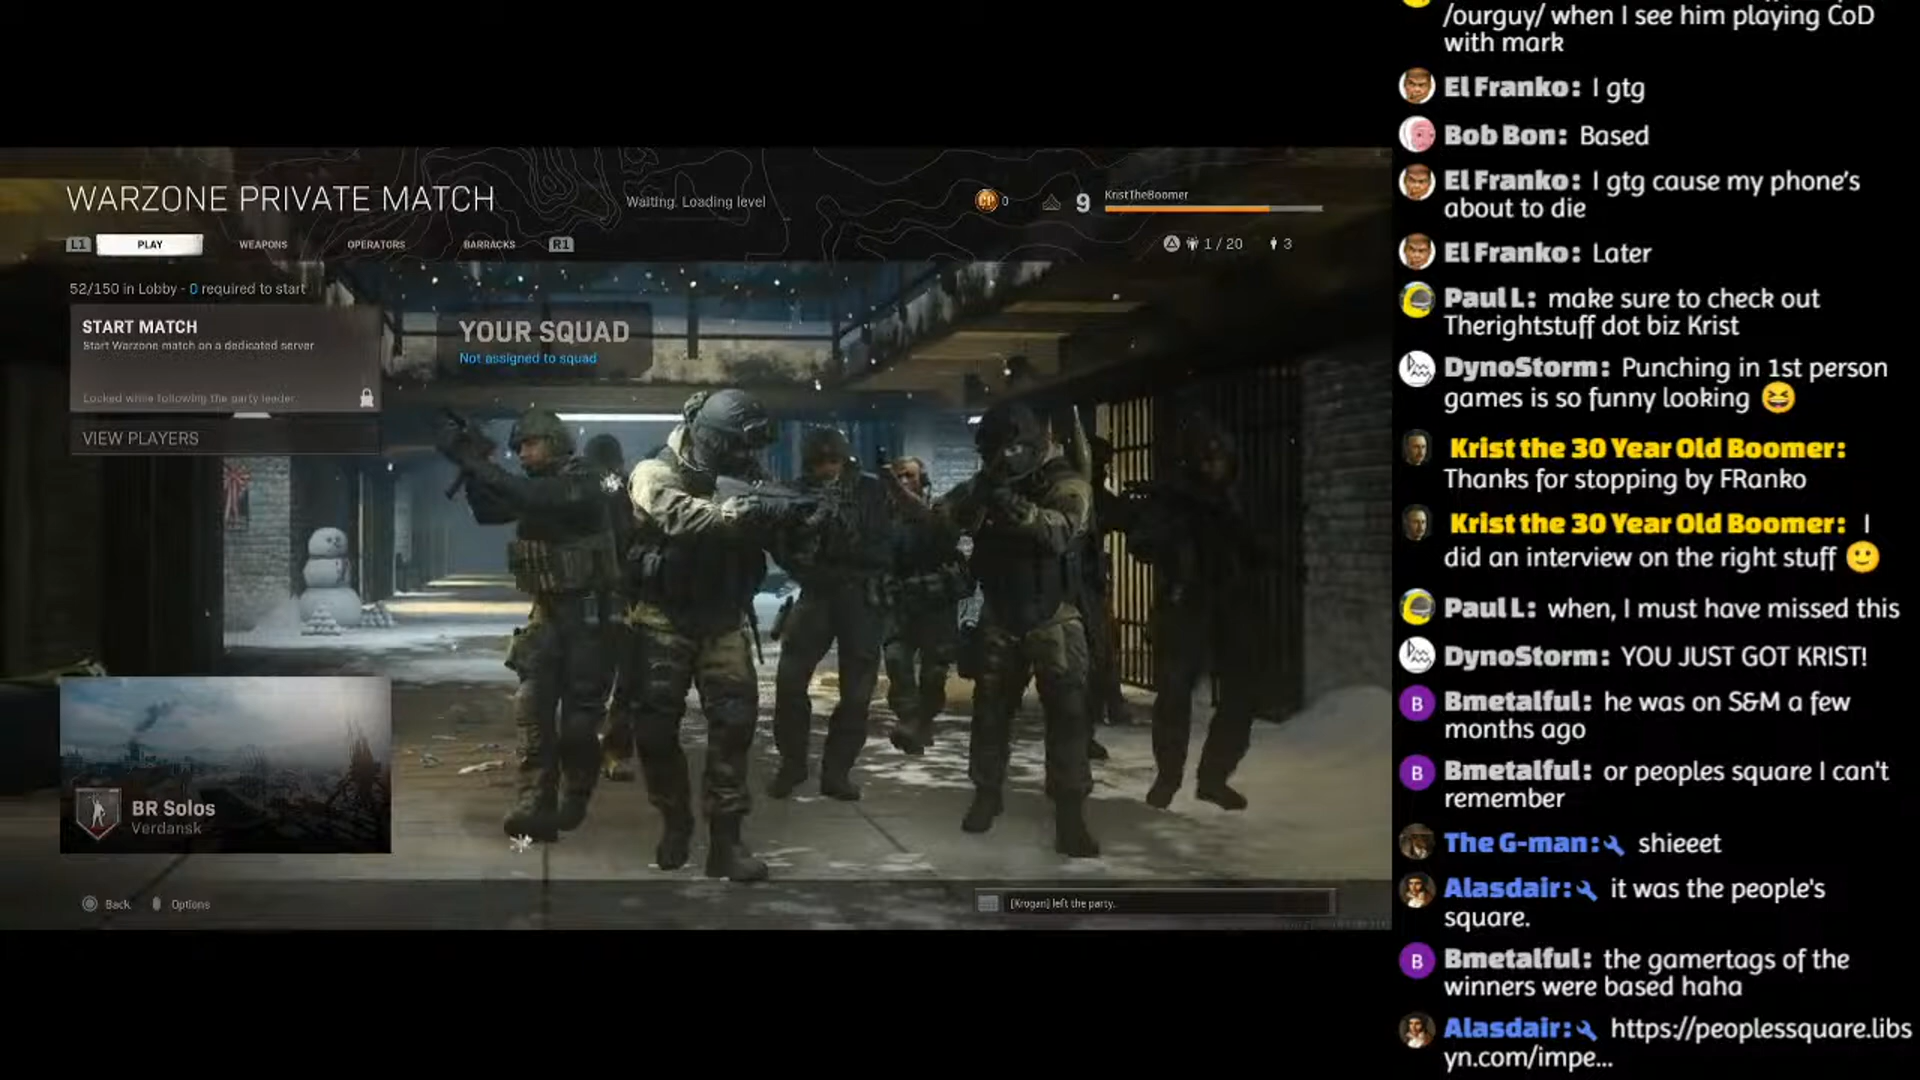 WARZONE PRIVATE MATCH
Waiting. Loading level
CP 0
9
KristTheBoomer
L1 PLAY WEAPONS OPERATORS BARRACKS R1
1 / 20 3
52/150 in Lobby - 0 required to start
START MATCH
Start Warzone match on a dedicated server
Locked while following the party leader.
VIEW PLAYERS
YOUR SQUAD
Not assigned to squad
BR Solos
Verdansk
Back Options
[Krogan] left the party.
/ourguy/ when I see him playing CoD
with mark
El Franko: I gtg
Bob Bon: Based
El Franko: I gtg cause my phone's
about to die
El Franko: Later
Paul L: make sure to check out
Therightstuff dot biz Krist
DynoStorm: Punching in 1st person
games is so funny looking 😆
Krist the 30 Year Old Boomer:
Thanks for stopping by FRanko
Krist the 30 Year Old Boomer: I
did an interview on the right stuff 🙂
Paul L: when, I must have missed this
DynoStorm: YOU JUST GOT KRIST!
B Bmetalful: he was on S&M a few
months ago
B Bmetalful: or peoples square I can't
remember
The G-man: shieeet
Alasdair: it was the people's
square.
B Bmetalful: the gamertags of the
winners were based haha
Alasdair: https://peoplessquare.libs
yn.com/impe...